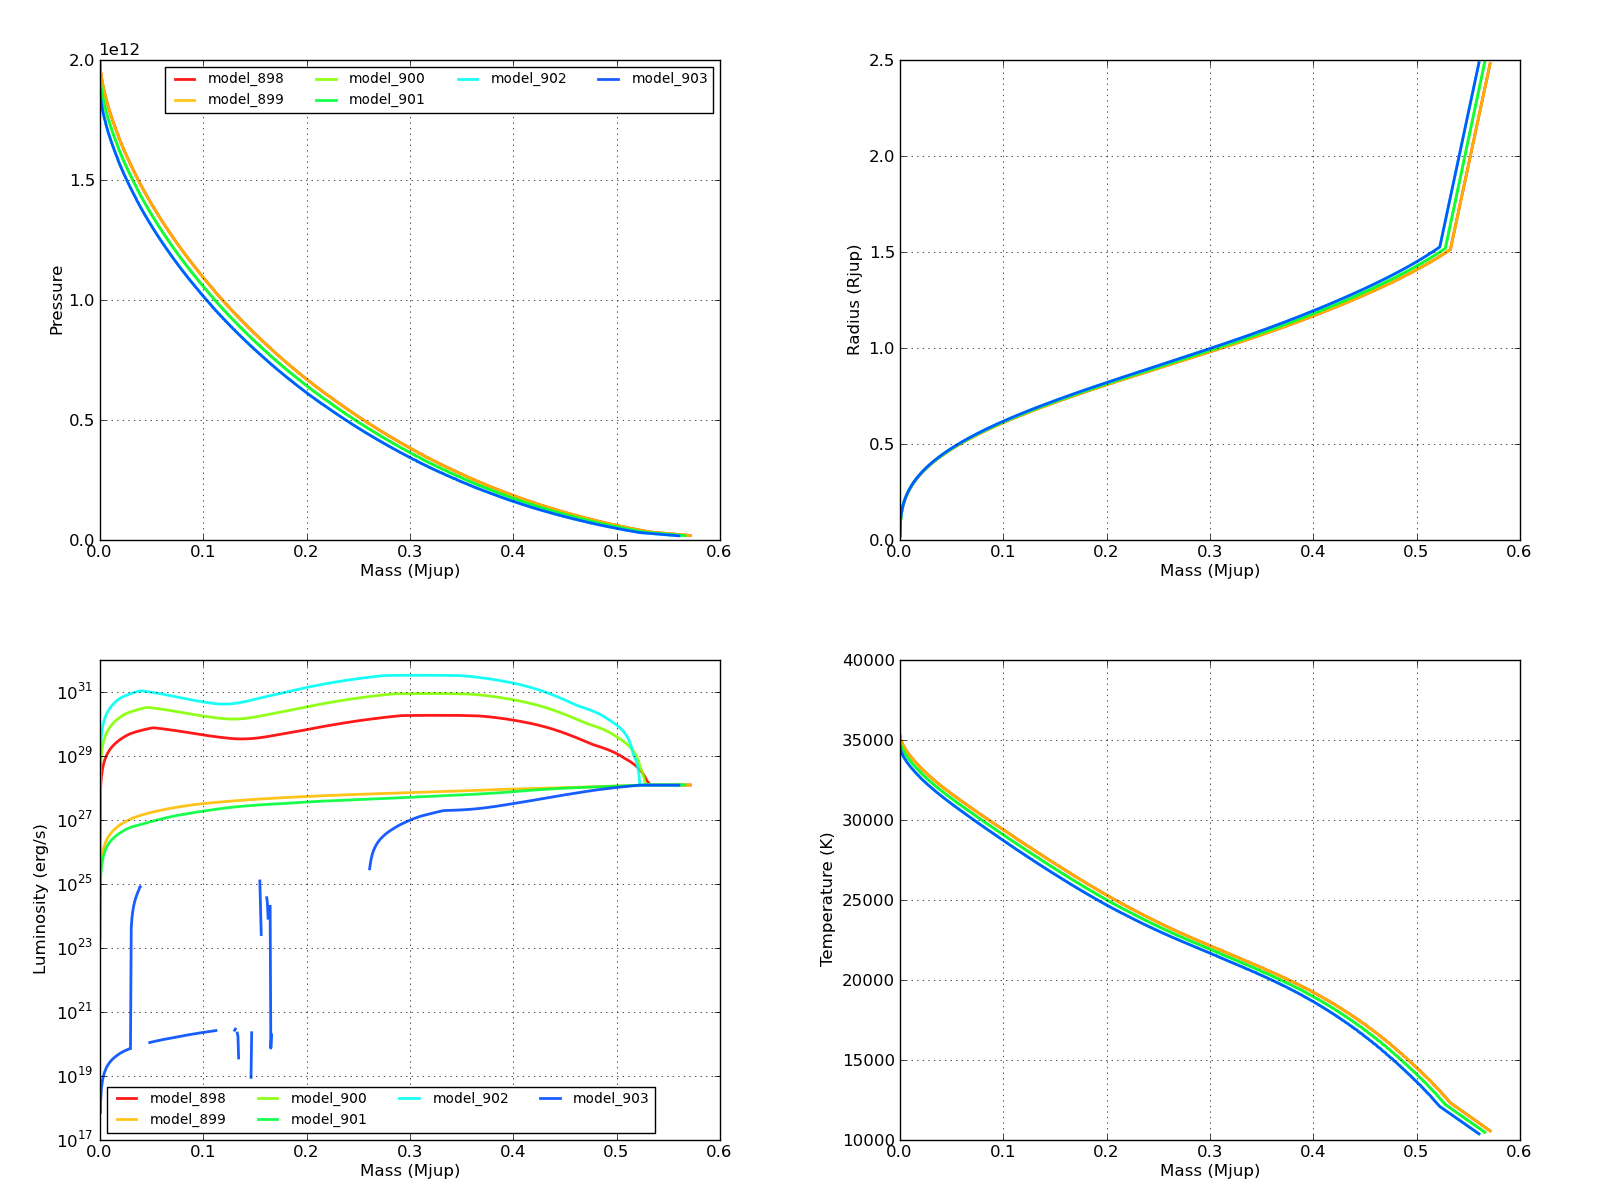 1e12
2.0
1.5
1.0
0.5
0.0
Pressure
model_898 model_900 model_902 model_903
model_899 model_901
0.0 0.1 0.2 0.3 0.4 0.5 0.6
Mass (Mjup)
2.5
2.0
1.5
1.0
0.5
0.0
Radius (Rjup)
0.0 0.1 0.2 0.3 0.4 0.5 0.6
Mass (Mjup)
10^31
10^29
10^27
10^25
10^23
10^21
10^19
10^17
Luminosity (erg/s)
model_898 model_900 model_902 model_903
model_899 model_901
0.0 0.1 0.2 0.3 0.4 0.5 0.6
Mass (Mjup)
40000
35000
30000
25000
20000
15000
10000
Temperature (K)
0.0 0.1 0.2 0.3 0.4 0.5 0.6
Mass (Mjup)